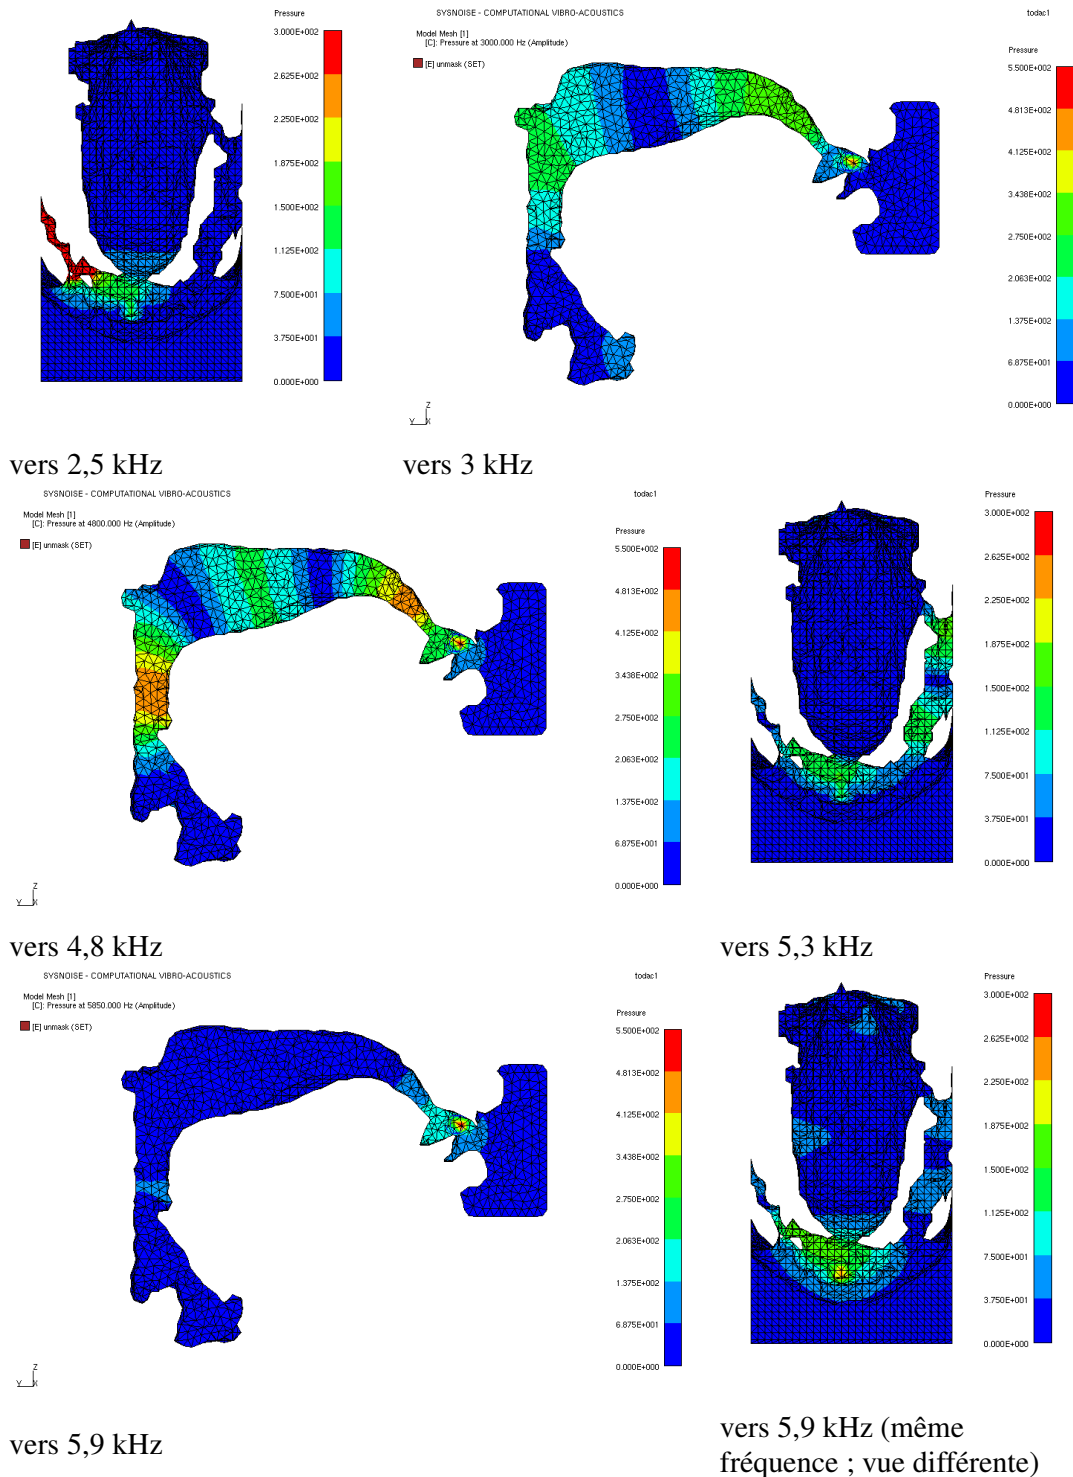 Pressure
3.000E+002
2.625E+002
2.250E+002
1.875E+002
1.500E+002
1.125E+002
7.500E+001
3.750E+001
0.000E+000
SYSNOISE - COMPUTATIONAL VIBRO-ACOUSTICS
todac1
Model Mesh [1]
[C]: Pressure at 3000.000 Hz (Amplitude)
[E] unmask (SET)
Pressure
5.500E+002
4.813E+002
4.125E+002
3.438E+002
2.750E+002
2.063E+002
1.375E+002
6.875E+001
0.000E+000
Z
Y X
vers 2,5 kHz
vers 3 kHz
SYSNOISE - COMPUTATIONAL VIBRO-ACOUSTICS
todac1
Model Mesh [1]
[C]: Pressure at 4800.000 Hz (Amplitude)
[E] unmask (SET)
Pressure
5.500E+002
4.813E+002
4.125E+002
3.438E+002
2.750E+002
2.063E+002
1.375E+002
6.875E+001
0.000E+000
Z
Y X
Pressure
3.000E+002
2.625E+002
2.250E+002
1.875E+002
1.500E+002
1.125E+002
7.500E+001
3.750E+001
0.000E+000
vers 4,8 kHz
vers 5,3 kHz
SYSNOISE - COMPUTATIONAL VIBRO-ACOUSTICS
todac1
Model Mesh [1]
[C]: Pressure at 5850.000 Hz (Amplitude)
[E] unmask (SET)
Pressure
5.500E+002
4.813E+002
4.125E+002
3.438E+002
2.750E+002
2.063E+002
1.375E+002
6.875E+001
0.000E+000
Z
Y X
Pressure
3.000E+002
2.625E+002
2.250E+002
1.875E+002
1.500E+002
1.125E+002
7.500E+001
3.750E+001
0.000E+000
vers 5,9 kHz
vers 5,9 kHz (même
fréquence ; vue différente)